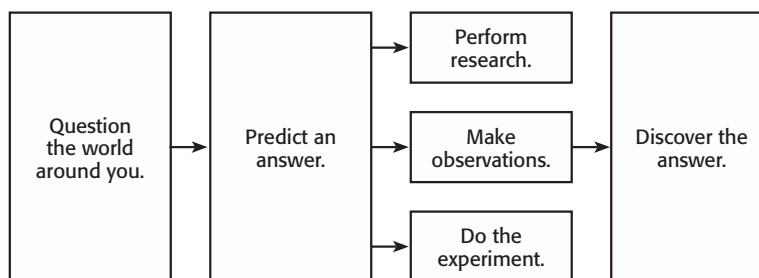 Question
the world
around you.
Predict an
answer.
Perform
research.
Make
observations.
Do the
experiment.
Discover the
answer.